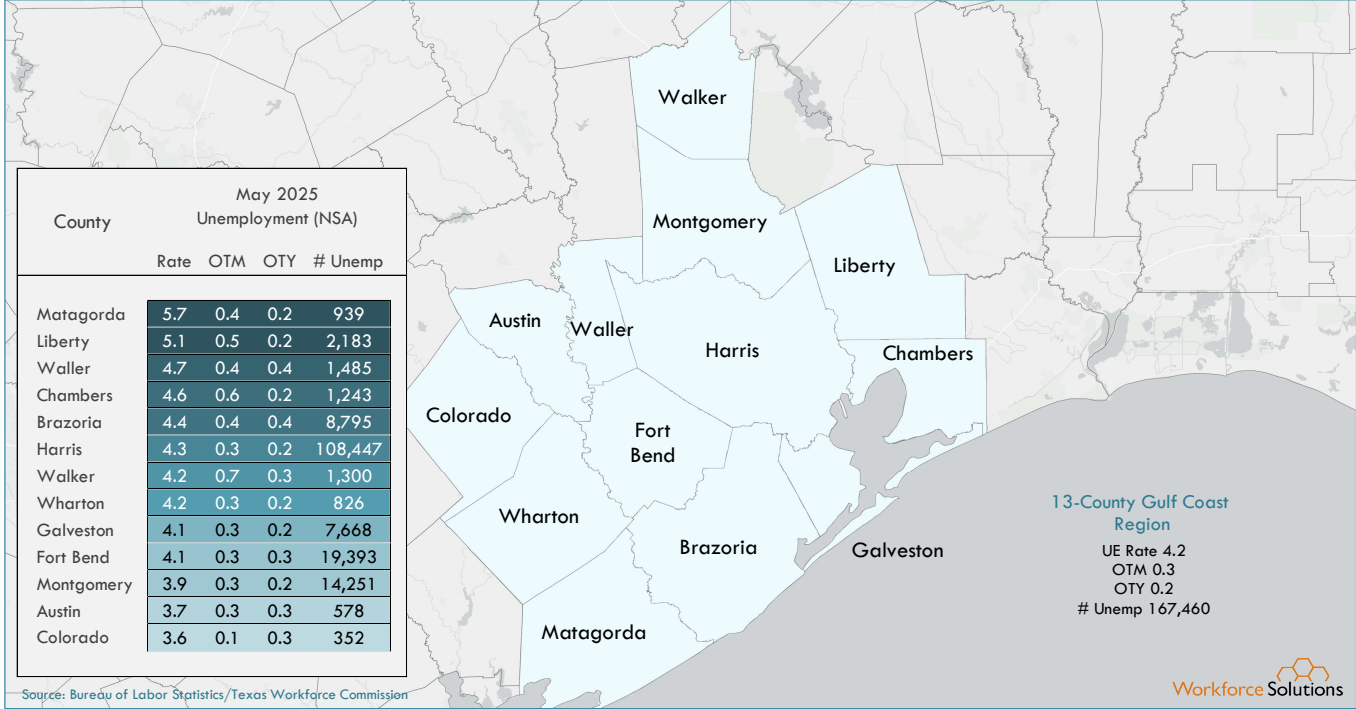 Walker
Montgomery
Liberty
Austin
Waller
Harris
Chambers
Colorado
Fort
Bend
Wharton
Brazoria
Galveston
Matagorda
County
May 2025
Unemployment (NSA)
Rate OTM OTY # Unemp
Matagorda 5.7 0.4 0.2 939
Liberty 5.1 0.5 0.2 2,183
Waller 4.7 0.4 0.4 1,485
Chambers 4.6 0.6 0.2 1,243
Brazoria 4.4 0.4 0.4 8,795
Harris 4.3 0.3 0.2 108,447
Walker 4.2 0.7 0.3 1,300
Wharton 4.2 0.3 0.2 826
Galveston 4.1 0.3 0.2 7,668
Fort Bend 4.1 0.3 0.3 19,393
Montgomery 3.9 0.3 0.2 14,251
Austin 3.7 0.3 0.3 578
Colorado 3.6 0.1 0.3 352
13-County Gulf Coast
Region
UE Rate 4.2
OTM 0.3
OTY 0.2
# Unemp 167,460
Source: Bureau of Labor Statistics/Texas Workforce Commission
Workforce Solutions